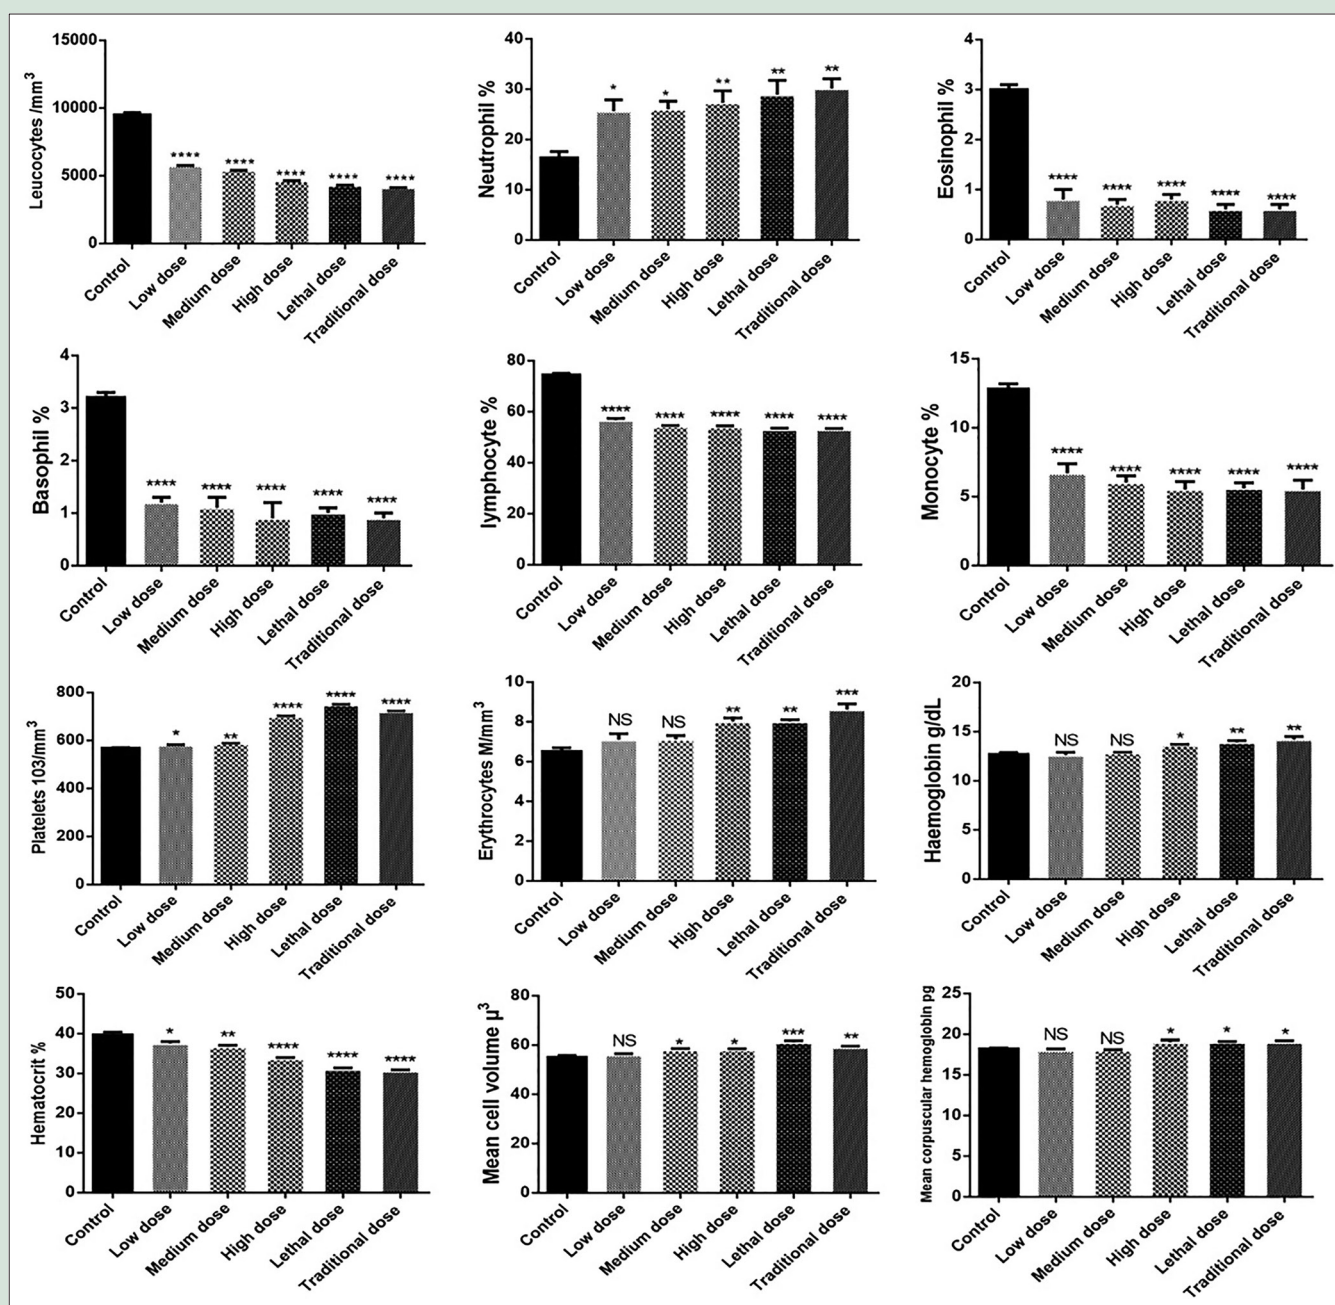 Leucocytes /mm³
15000
10000
5000
0
****
****
****
****
****
Control
Low dose
Medium dose
High dose
Lethal dose
Traditional dose
Neutrophil %
40
30
20
10
0
*
*
**
**
**
Control
Low dose
Medium dose
High dose
Lethal dose
Traditional dose
Eosinophil %
4
3
2
1
0
****
****
****
****
****
Control
Low dose
Medium dose
High dose
Lethal dose
Traditional dose
Basophil %
4
3
2
1
0
****
****
****
****
****
Control
Low dose
Medium dose
High dose
Lethal dose
Traditional dose
lymphocyte %
80
60
40
20
0
****
****
****
****
****
Control
Low dose
Medium dose
High dose
Lethal dose
Traditional dose
Monocyte %
15
10
5
0
****
****
****
****
****
Control
Low dose
Medium dose
High dose
Lethal dose
Traditional dose
Platelets 103/mm³
800
600
400
200
0
*
**
****
****
****
Control
Low dose
Medium dose
High dose
Lethal dose
Traditional dose
Erythrocytes M/mm³
10
8
6
4
2
0
NS
NS
**
**
***
Control
Low dose
Medium dose
High dose
Lethal dose
Traditional dose
Haemoglobin g/dL
20
15
10
5
0
NS
NS
*
**
**
Control
Low dose
Medium dose
High dose
Lethal dose
Traditional dose
Hematocrit %
50
40
30
20
10
0
*
**
****
****
****
Control
Low dose
Medium dose
High dose
Lethal dose
Traditional dose
Mean cell volume µ³
80
60
40
20
0
NS
*
*
***
**
Control
Low dose
Medium dose
High dose
Lethal dose
Traditional dose
Mean corpuscular hemoglobin pg
25
20
15
10
5
0
NS
NS
*
*
*
Control
Low dose
Medium dose
High dose
Lethal dose
Traditional dose